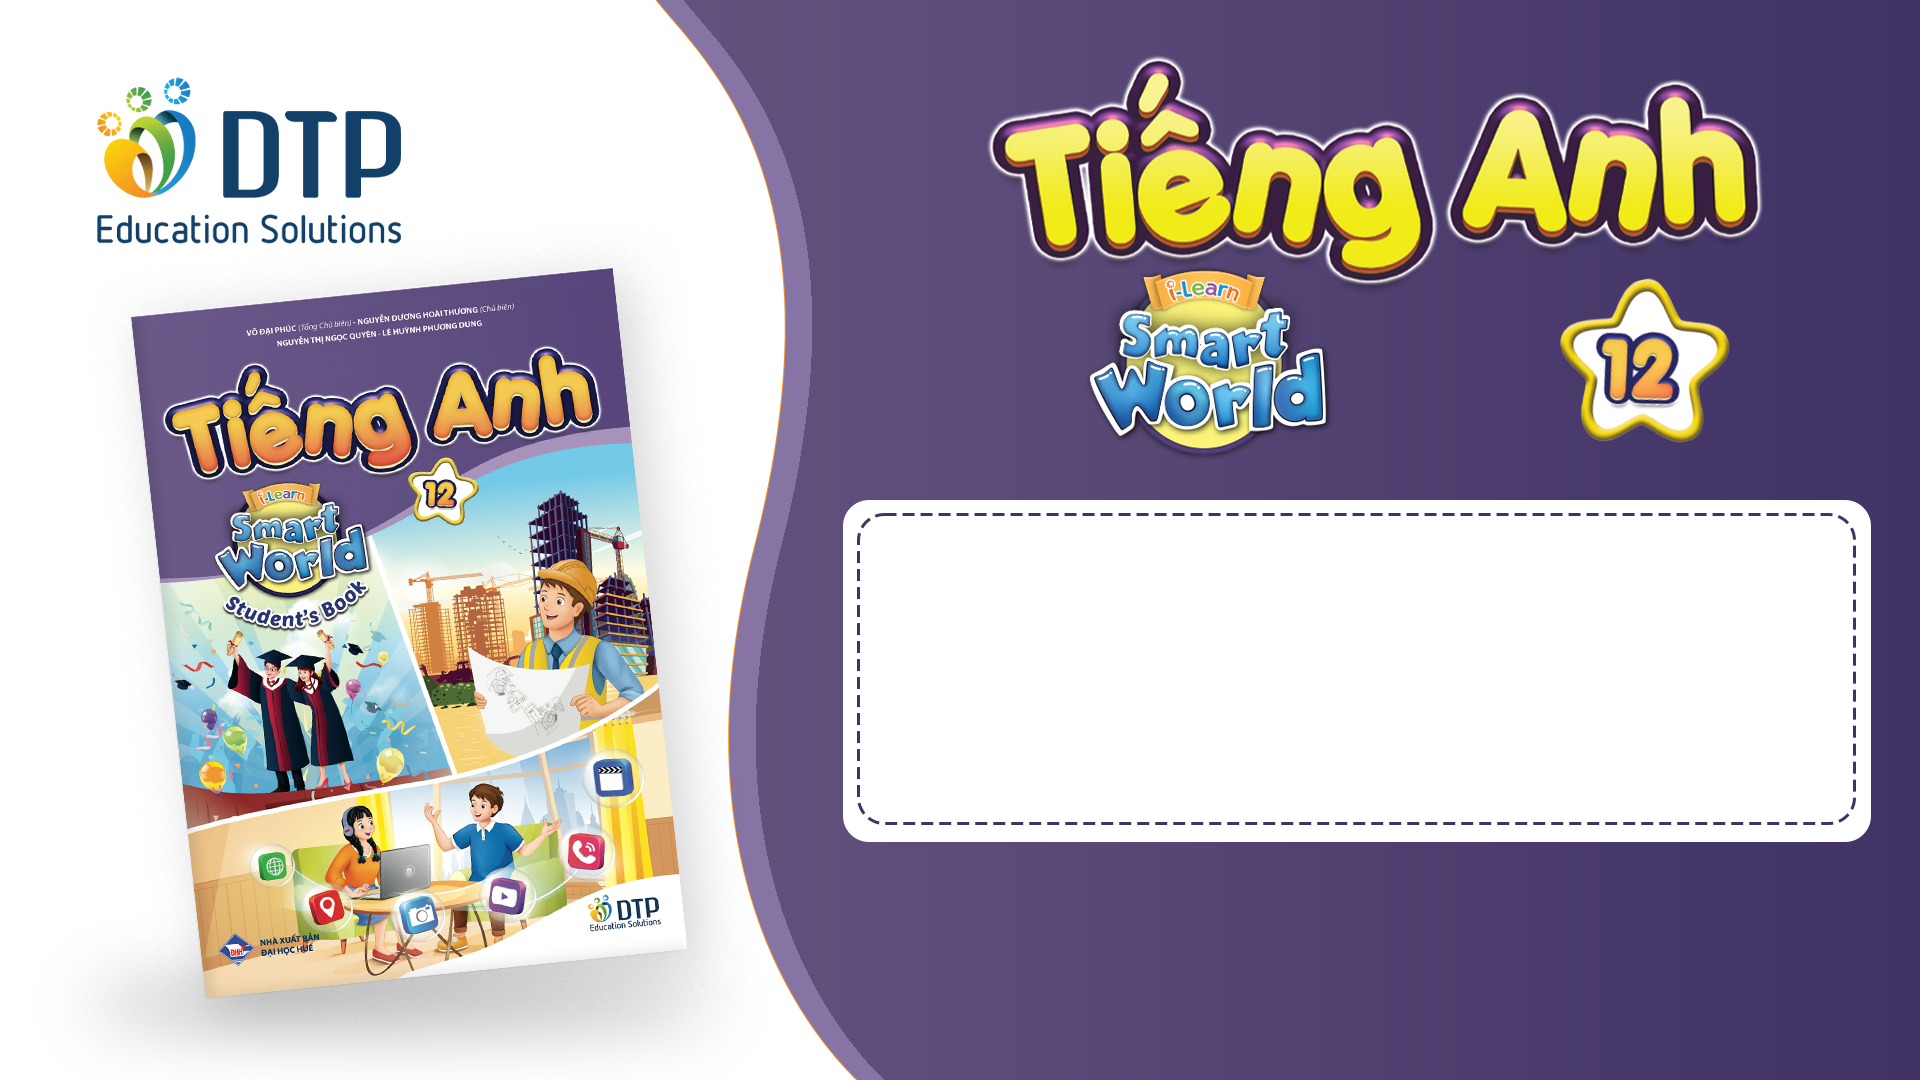 DTP
Education Solutions
VÕ ĐẠI PHÚC (Tổng Chủ biên) - NGUYỄN DƯƠNG HOÀI THƯƠNG (Chủ biên)
NGUYỄN THỊ NGỌC QUYÊN - LÊ HUỲNH PHƯƠNG DUNG
Tiếng Anh
12
i-Learn
Smart
World
Student's Book
DHH
NHÀ XUẤT BẢN
ĐẠI HỌC HUẾ
DTP
Education Solutions
Tiếng Anh
i-Learn
Smart
World
12